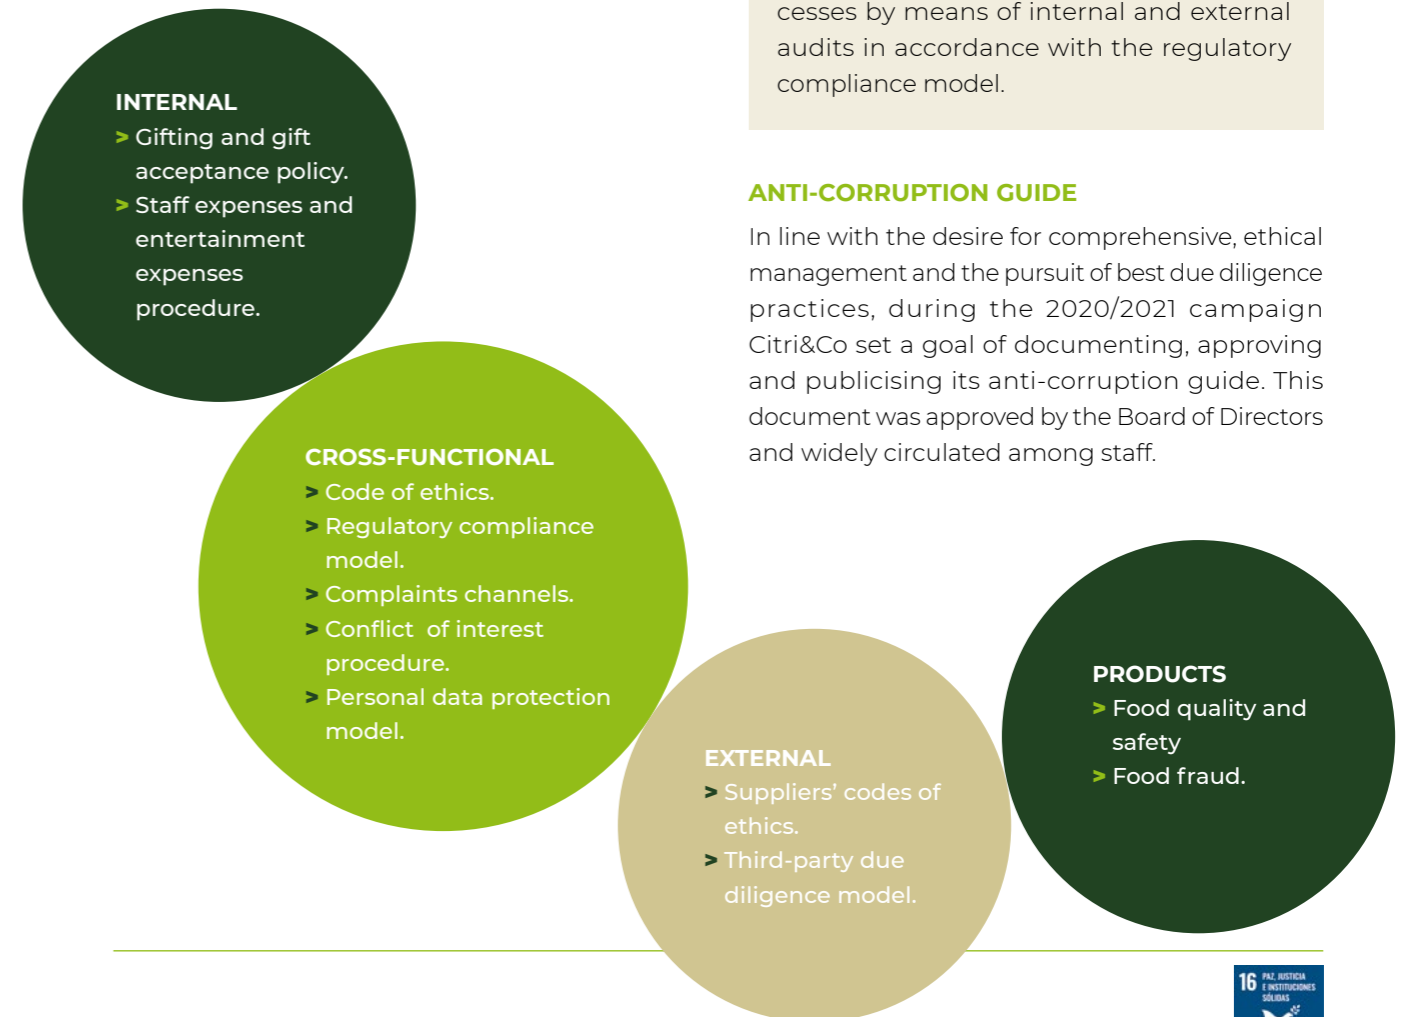 INTERNAL
> Gifting and gift
acceptance policy.
> Staff expenses and
entertainment
expenses
procedure.
CROSS-FUNCTIONAL
> Code of ethics.
> Regulatory compliance
model.
> Complaints channels.
> Conflict  of interest
procedure.
> Personal data protection
model.
cesses by means of internal and external
audits in accordance with the regulatory
compliance model.
ANTI-CORRUPTION GUIDE
In line with the desire for comprehensive, ethical
management and the pursuit of best due diligence
practices, during the 2020/2021 campaign
Citri&Co set a goal of documenting, approving
and publicising its anti-corruption guide. This
document was approved by the Board of Directors
and widely circulated among staff.
EXTERNAL
> Suppliers’ codes of
ethics.
> Third-party due
diligence model.
PRODUCTS
> Food quality and
safety
> Food fraud.
16 PAZ, JUSTICIA
E INSTITUCIONES
SÓLIDAS